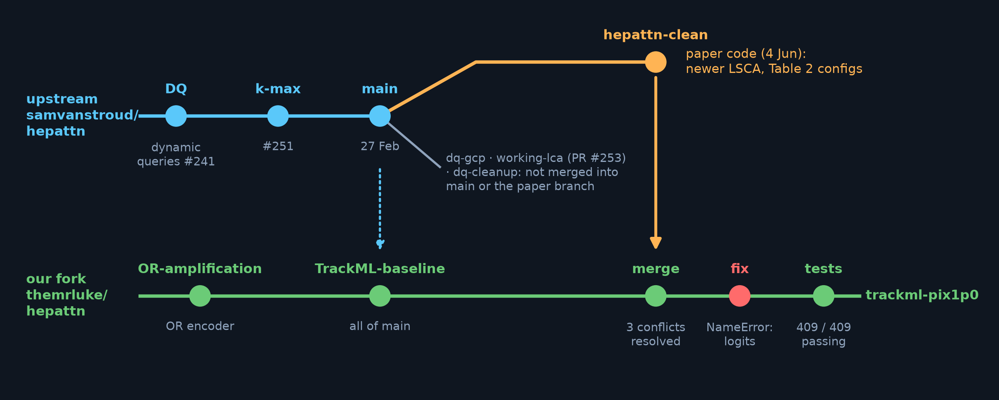 hepattn-clean
paper code (4 Jun):
newer LSCA, Table 2 configs
DQ
k-max
main
upstream
samvanstroud/
hepattn
dynamic
queries #241
#251
27 Feb
dq-gcp · working-lca (PR #253)
· dq-cleanup: not merged into
main or the paper branch
OR-amplification
TrackML-baseline
merge
fix
tests
our fork
themrluke/
hepattn
trackml-pix1p0
OR encoder
all of main
3 conflicts
resolved
NameError:
logits
409 / 409
passing